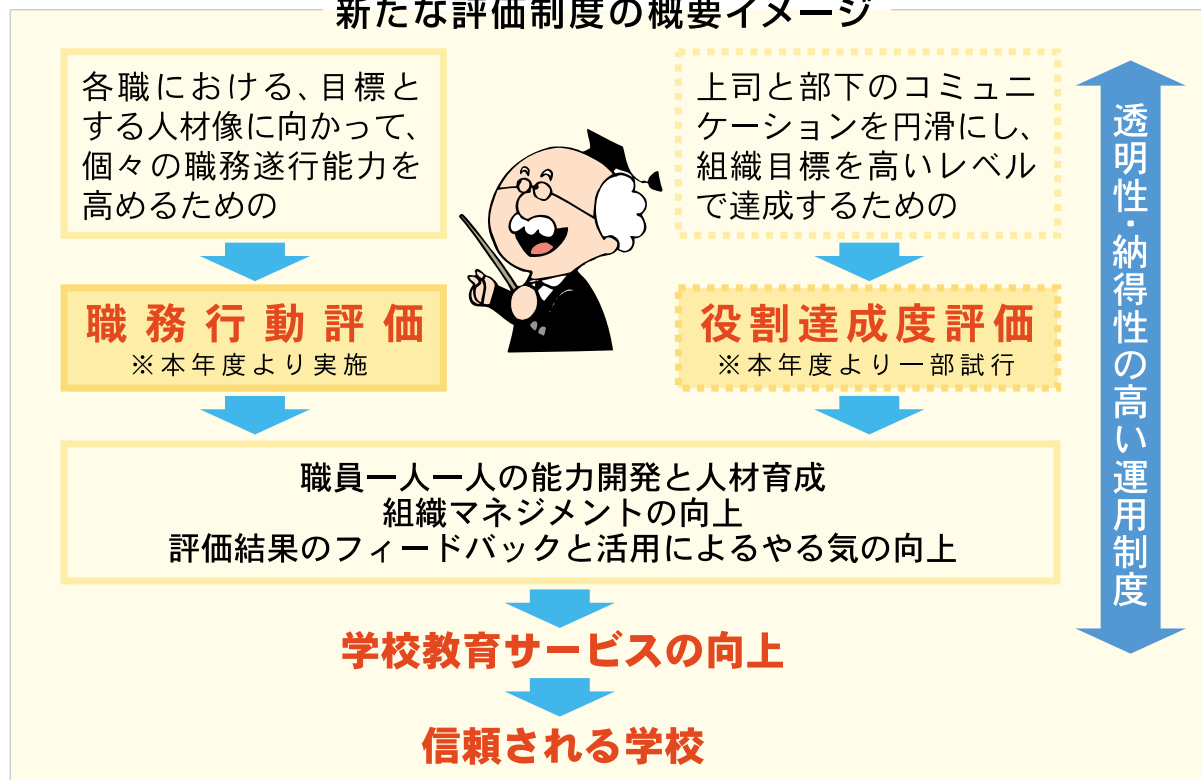 新たな評価制度の概要イメージ
各職における、目標と
する人材像に向かって、
個々の職務遂行能力を
高めるための
上司と部下のコミュニ
ケーションを円滑にし、
組織目標を高いレベル
で達成するための
職務行動評価
※本年度より実施
役割達成度評価
※本年度より一部試行
職員一人一人の能力開発と人材育成
組織マネジメントの向上
評価結果のフィードバックと活用によるやる気の向上
学校教育サービスの向上
信頼される学校
透明性・納得性の高い運用制度